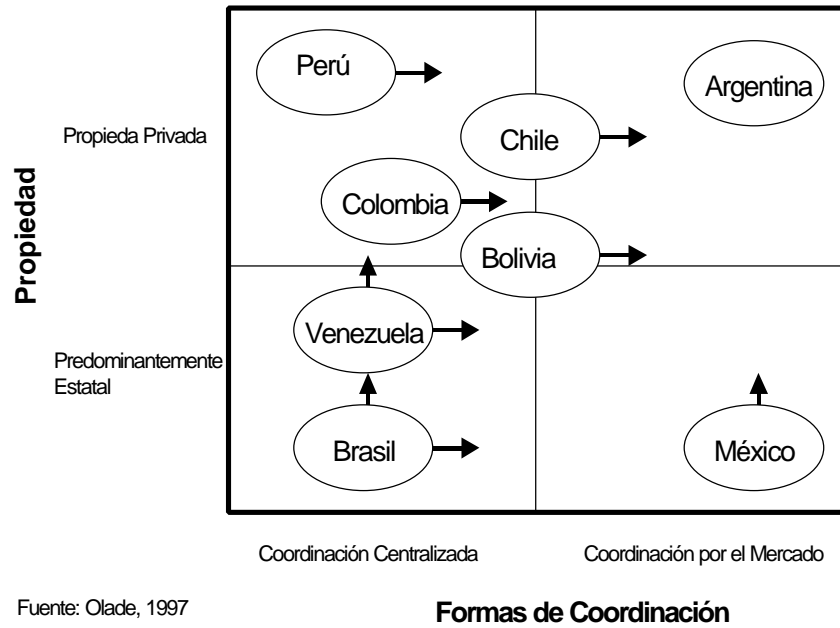 Perú
Argentina
Propieda Privada
Chile
Colombia
Propiedad
Bolivia
Venezuela
Predominantemente
Estatal
Brasil
México
Coordinación Centralizada
Coordinación por el Mercado
Fuente: Olade, 1997
Formas de Coordinación